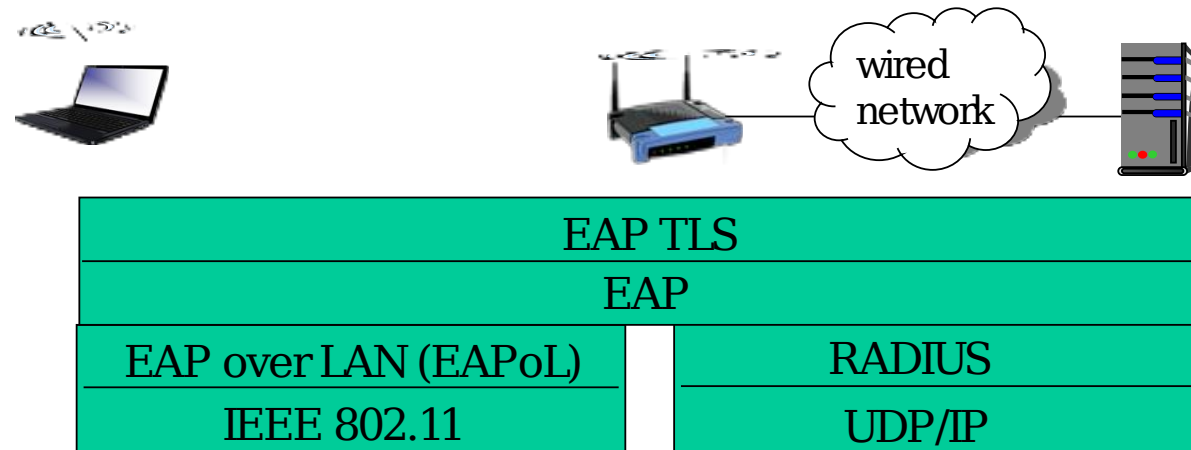 wired
network
EAP TLS
EAP
EAP over LAN (EAPoL)
RADIUS
IEEE 802.11
UDP/IP